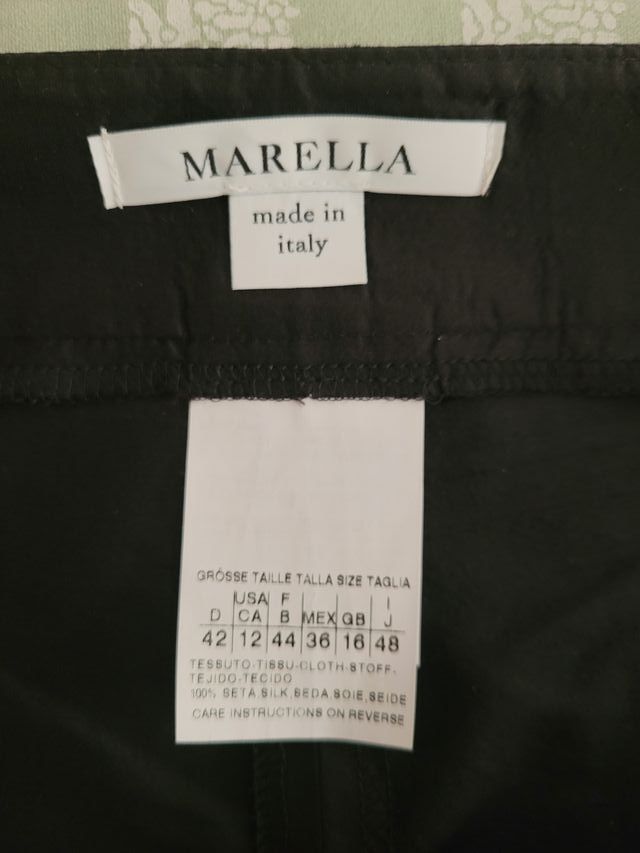 MARELLA
made in
italy
GRÖSSE TAILLE TALLA SIZE TAGLIA
USA F I
D CA B MEX GB J
42 12 44 36 16 48
TESSUTO-TISSU-CLOTH-STOFF.
TEJIDO-TECIDO
100% SETA,SILK,SEDA,SOIE,SEIDE
CARE INSTRUCTIONS ON REVERSE